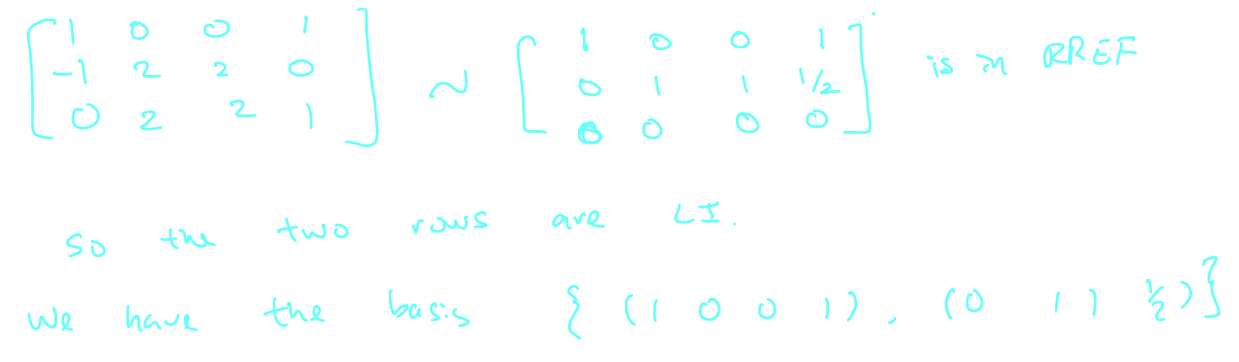 [1 0 0 1 -1 2 2 0 0 2 2 1] ~ [1 0 0 1 0 1 1 1/2 0 0 0 0] is in RREF
so the two rows are LI.
We have the basis { (1 0 0 1), (0 1 1 1/2) }